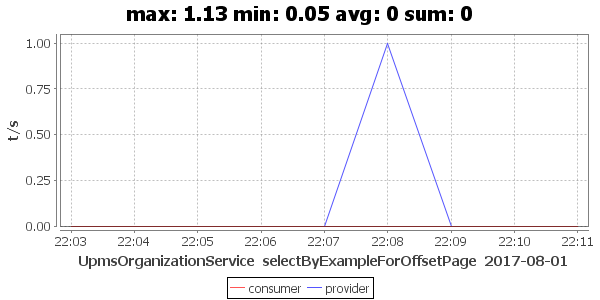 max: 1.13 min: 0.05 avg: 0 sum: 0
1.00
0.75
0.50
0.25
0.00
t/s
22:03 22:04 22:05 22:06 22:07 22:08 22:09 22:10 22:11
UpmsOrganizationService selectByExampleForOffsetPage 2017-08-01
consumer provider